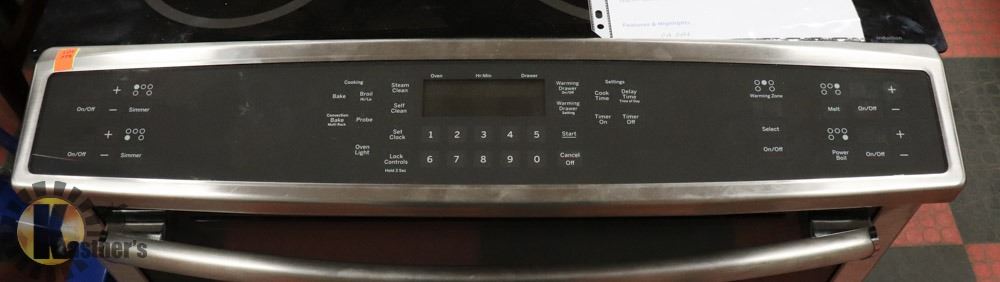 Features & Highlights
induction
Oven Hr:Min Drawer
Cooking
Bake
Broil
Hi/Lo
Convection
Bake
Multi Rack
Probe
Oven
Light
Steam
Clean
Self
Clean
Set
Clock
Lock
Controls
Hold 3 Sec
1 2 3 4 5
6 7 8 9 0
Warming
Drawer
On/Off
Warming
Drawer
Setting
Start
Cancel
Off
Settings
Cook
Time
Delay
Time
Time of Day
Timer
On
Timer
Off
On/Off + − Simmer
On/Off + − Simmer
Warming Zone
Select
On/Off
Melt On/Off + −
Power
Boil On/Off + −
Kastner's